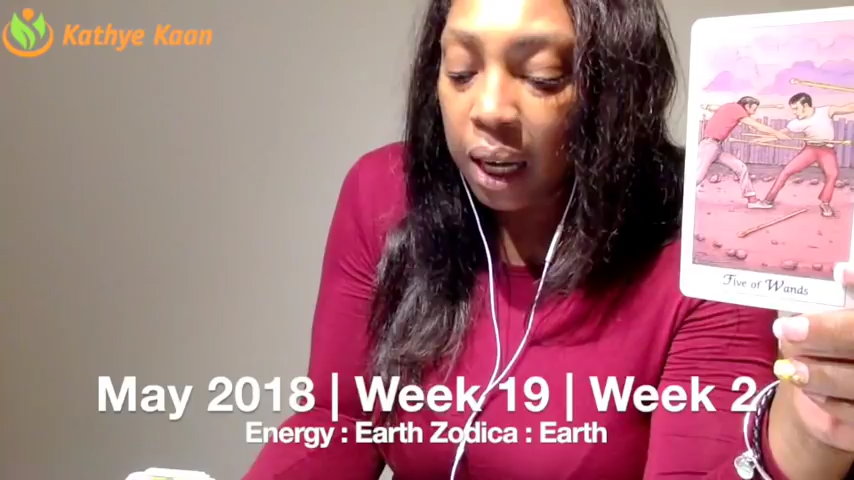 Kathye Kaan
Five of Wands
May 2018 | Week 19 | Week 2
Energy : Earth Zodica : Earth